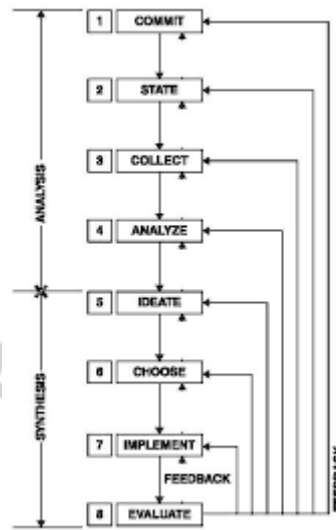 1 COMMIT
2 STATE
3 COLLECT
ANALYSIS
4 ANALYZE
5 IDEATE
6 CHOOSE
SYNTHESIS
7 IMPLEMENT
FEEDBACK
8 EVALUATE